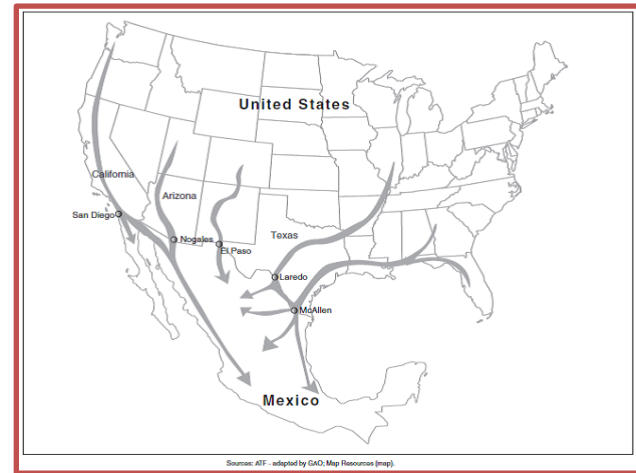 United States
California
Arizona
San Diego
Nogales
El Paso
Texas
Laredo
McAllen
Mexico
Sources: ATF - adapted by GAO; Map Resources (map).